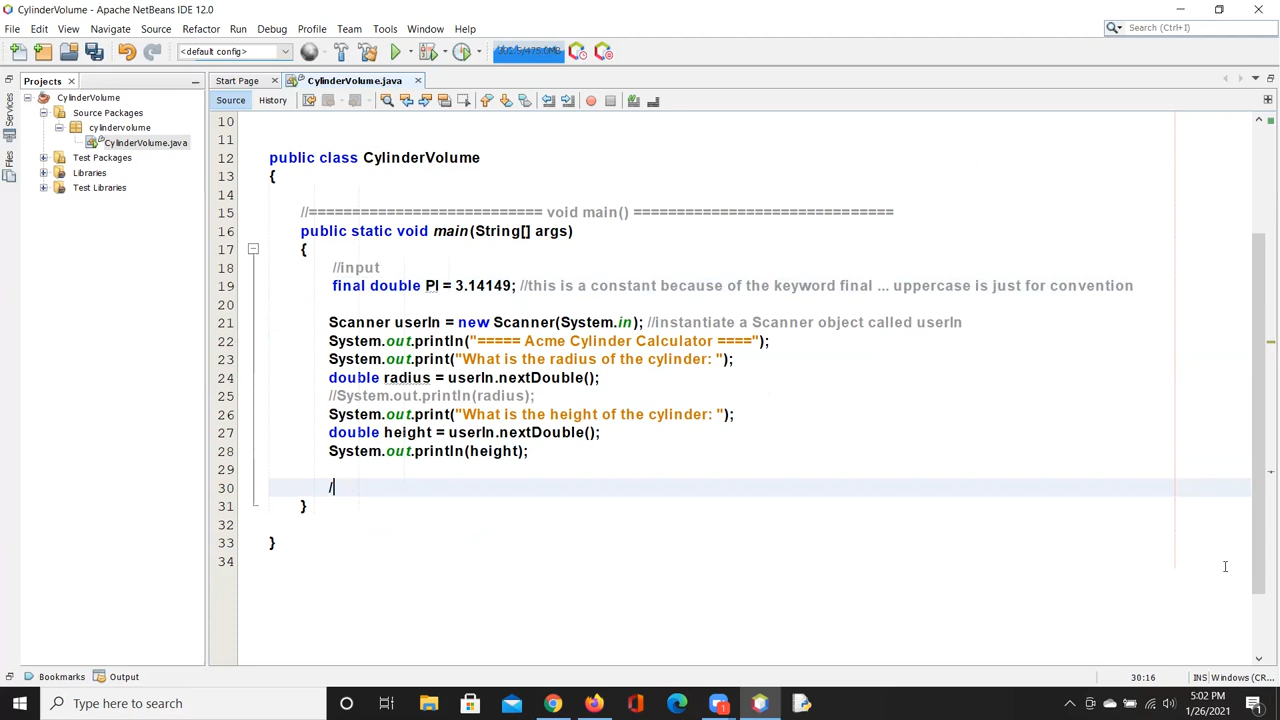 CylinderVolume - Apache NetBeans IDE 12.0
File Edit View Navigate Source Refactor Run Debug Profile Team Tools Window Help
Search (Ctrl+I)
<default config>
302.5/475.0MB
Projects
Start Page
CylinderVolume.java
Services
Files
CylinderVolume
Source Packages
cylindervolume
CylinderVolume.java
Test Packages
Libraries
Test Libraries
Source History
10
11
12 public class CylinderVolume
13 {
14
15 //========================== void main() =============================
16 public static void main(String[] args)
17 {
18 //input
19 final double PI = 3.14149; //this is a constant because of the keyword final ... uppercase is just for convention
20
21 Scanner userIn = new Scanner(System.in); //instantiate a Scanner object called userIn
22 System.out.println("===== Acme Cylinder Calculator ====");
23 System.out.print("What is the radius of the cylinder: ");
24 double radius = userIn.nextDouble();
25 //System.out.println(radius);
26 System.out.print("What is the height of the cylinder: ");
27 double height = userIn.nextDouble();
28 System.out.println(height);
29
30 /
31 }
32
33 }
34
Bookmarks Output
30:16 INS Windows (CR...
Type here to search
1
5:02 PM
1/26/2021
1